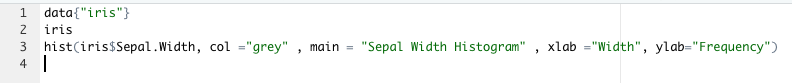 1 data{"iris"}
2 iris
3 hist(iris$Sepal.Width, col ="grey" , main = "Sepal Width Histogram" , xlab ="Width", ylab="Frequency")
4